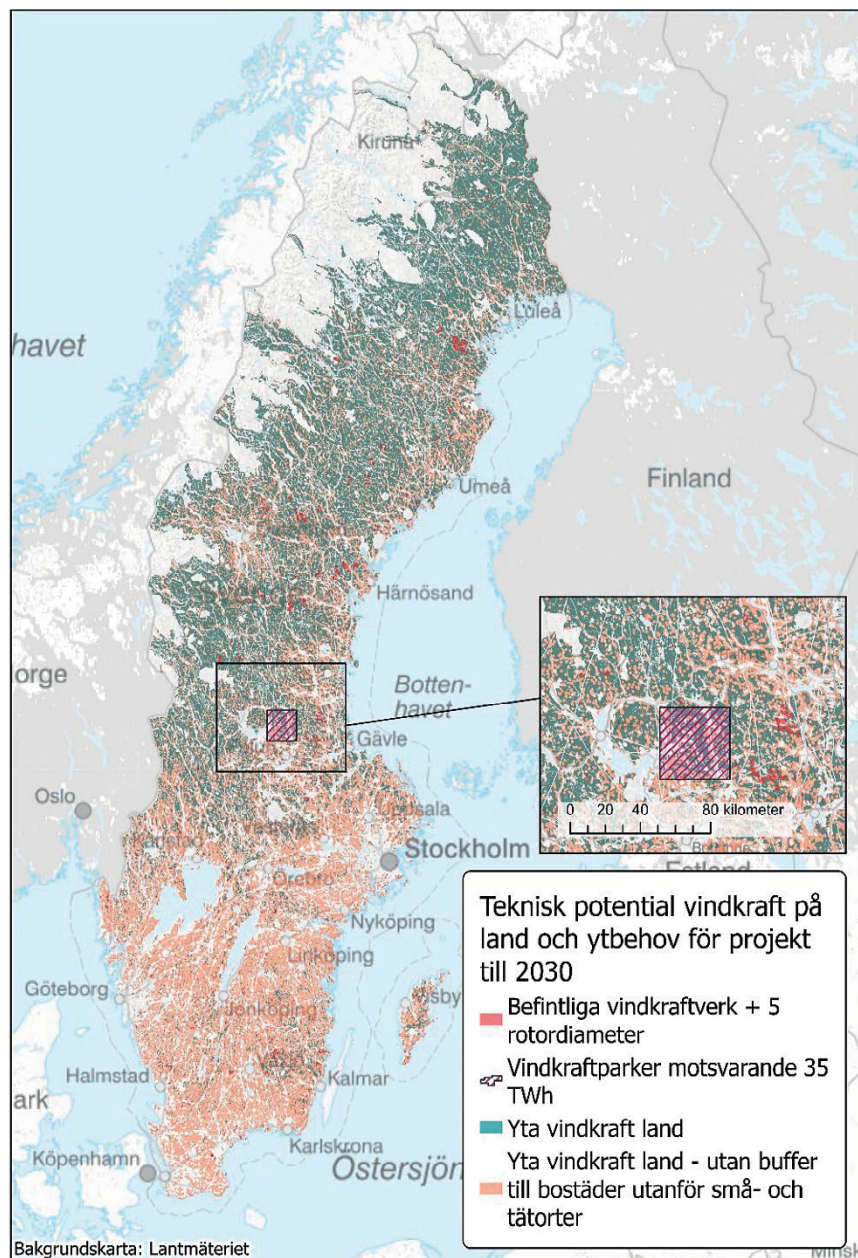 Kiruna
Luleå
havet
Umeå
Finland
Härnösand
orge
Botten-
havet
Gävle
Oslo
Uppsala
Karlstad
Stockholm
Örebro
Nyköping
Linköping
Göteborg
Jönköping
Visby
Halmstad
Kalmar
ark
Karlskrona
Köpenhamn
Östersjön
0 20 40 80 kilometer
Estland
Teknisk potential vindkraft på
land och ytbehov för projekt
till 2030
Befintliga vindkraftverk + 5
rotordiameter
Vindkraftparker motsvarande 35
TWh
Yta vindkraft land
Yta vindkraft land - utan buffer
till bostäder utanför små- och
tätorter
Bakgrundskarta: Lantmäteriet
Minsk